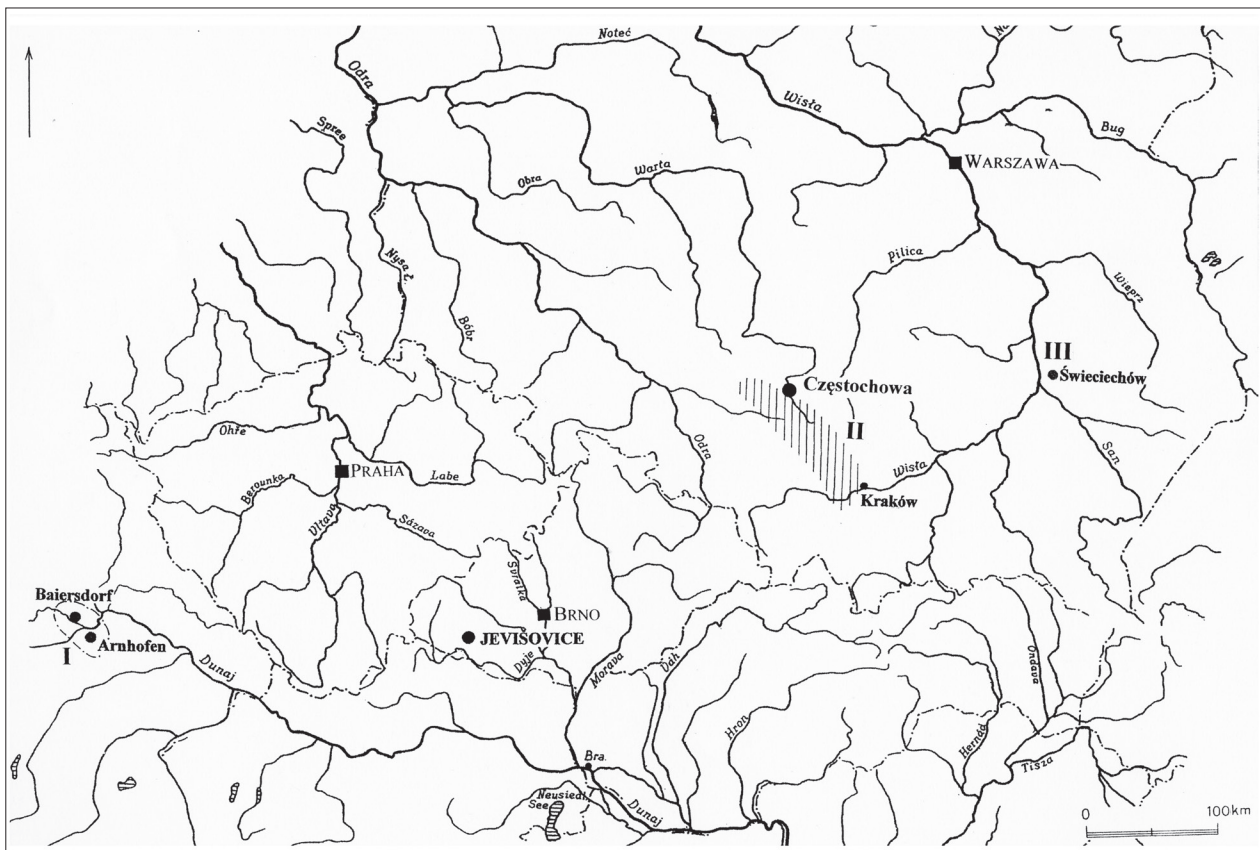 Noteć
Odra
Wisła
Spree
Bug
WARSZAWA
Warta
Obra
Nysa Ł.
Pilica
Wieprz
Bóbr
III
Świeciechów
Częstochowa
II
Ohře
Odra
San
PRAHA
Labe
Wisła
Kraków
Berounka
Vltava
Sázava
Svratka
Baiersdorf
BRNO
Arnhofen
JEVIŠOVICE
I
Dyje
Morava
Váh
Ondava
Dunaj
Hron
Hernád
Tisza
Bra.
Neusiedl.
See
Dunaj
0
100km